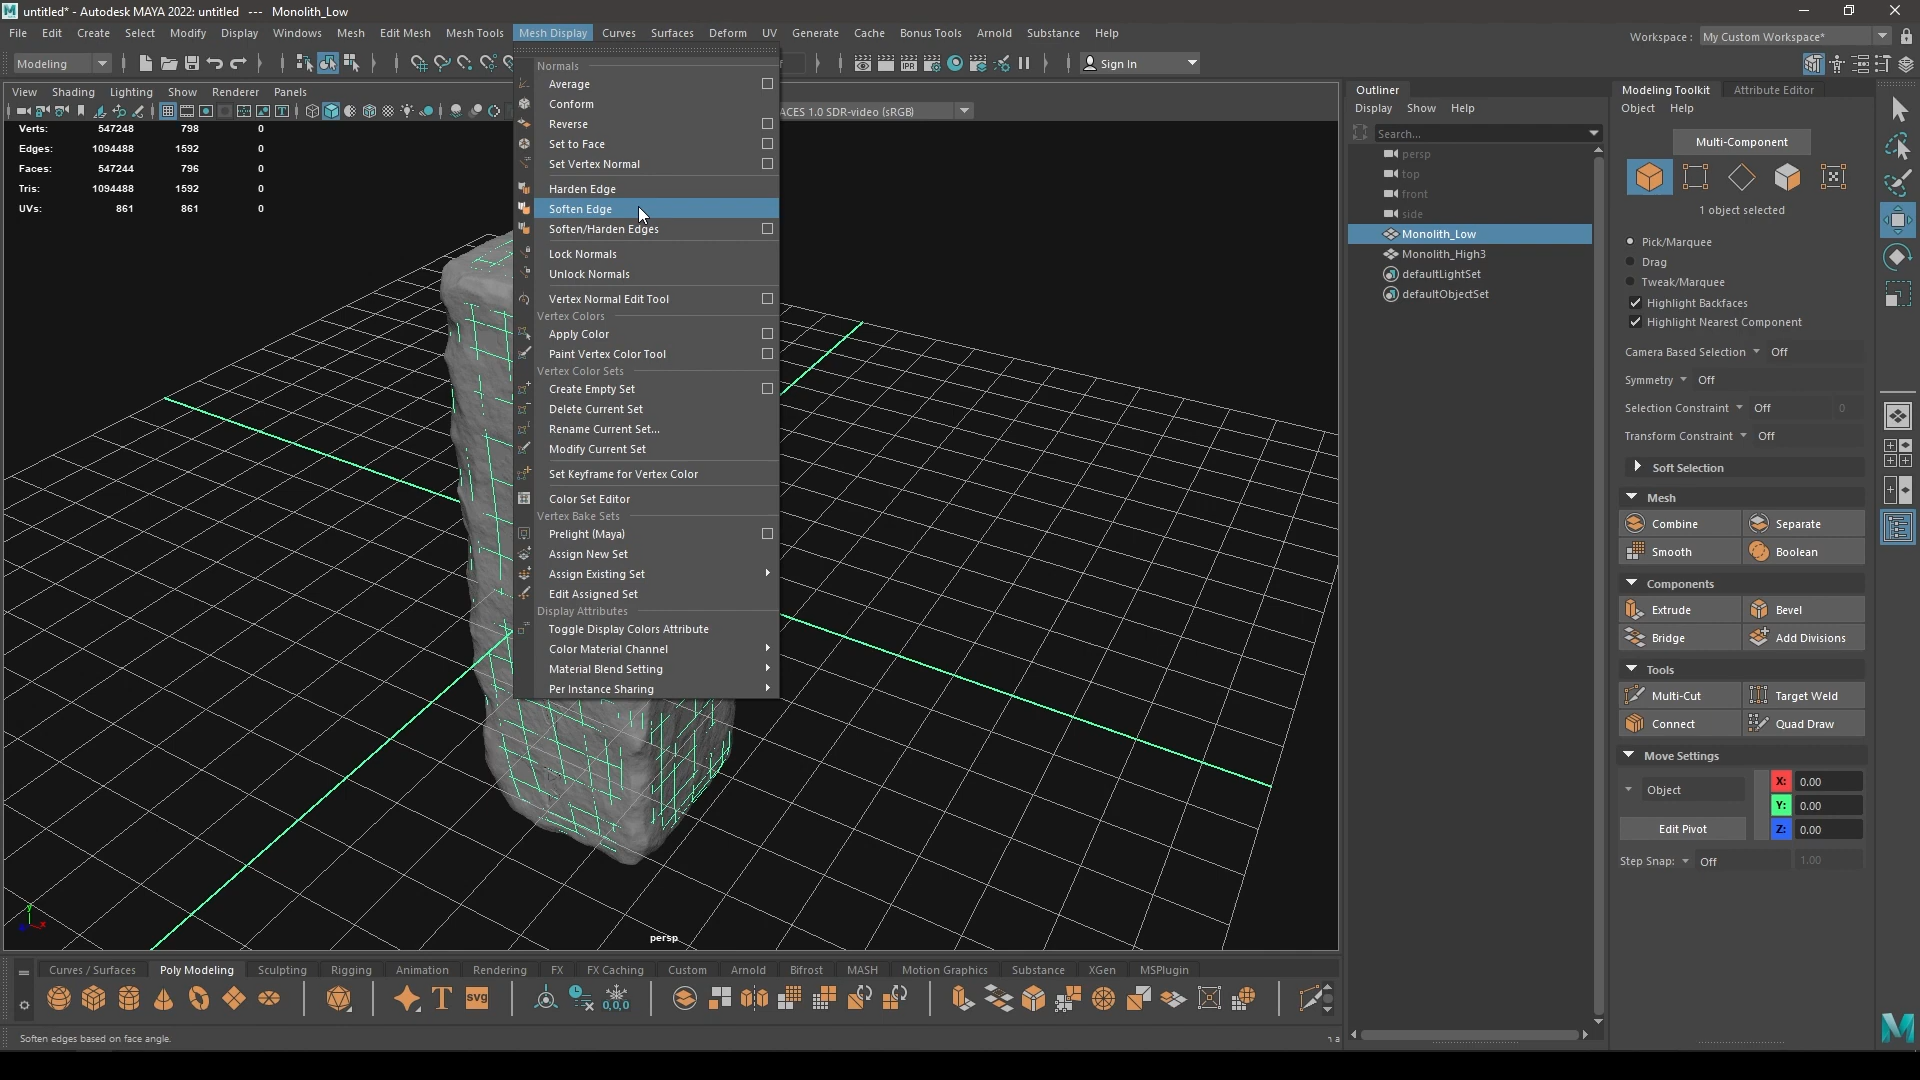 untitled* - Autodesk MAYA 2022: untitled --- Monolith_Low
File Edit Create Select Modify Display Windows Mesh Edit Mesh Mesh Tools Mesh Display Curves Surfaces Deform UV Generate Cache Bonus Tools Arnold Substance Help
Workspace: My Custom Workspace*
Modeling
IPR
Sign In
View Shading Lighting Show Renderer Panels
ACES 1.0 SDR-video (sRGB)
Verts: 547248 798 0
Edges: 1094488 1592 0
Faces: 547244 796 0
Tris: 1094488 1592 0
UVs: 861 861 0
Normals
Average
Conform
Reverse
Set to Face
Set Vertex Normal
Harden Edge
Soften Edge
Soften/Harden Edges
Lock Normals
Unlock Normals
Vertex Normal Edit Tool
Vertex Colors
Apply Color
Paint Vertex Color Tool
Vertex Color Sets
Create Empty Set
Delete Current Set
Rename Current Set...
Modify Current Set
Set Keyframe for Vertex Color
Color Set Editor
Vertex Bake Sets
Prelight (Maya)
Assign New Set
Assign Existing Set
Edit Assigned Set
Display Attributes
Toggle Display Colors Attribute
Color Material Channel
Material Blend Setting
Per Instance Sharing
persp
Outliner
Display Show Help
Search...
persp
top
front
side
Monolith_Low
Monolith_High3
defaultLightSet
defaultObjectSet
Modeling Toolkit Attribute Editor
Object Help
Multi-Component
1 object selected
Pick/Marquee
Drag
Tweak/Marquee
Highlight Backfaces
Highlight Nearest Component
Camera Based Selection Off
Symmetry Off
Selection Constraint Off 0
Transform Constraint Off
Soft Selection
Mesh
Combine Separate
Smooth Boolean
Components
Extrude Bevel
Bridge Add Divisions
Tools
Multi-Cut Target Weld
Connect Quad Draw
Move Settings
Object
X: 0.00
Y: 0.00
Z: 0.00
Edit Pivot
Step Snap: Off 1.00
Curves / Surfaces Poly Modeling Sculpting Rigging Animation Rendering FX FX Caching Custom Arnold Bifrost MASH Motion Graphics Substance XGen MSPlugin
T svg 0,0,0
Soften edges based on face angle.